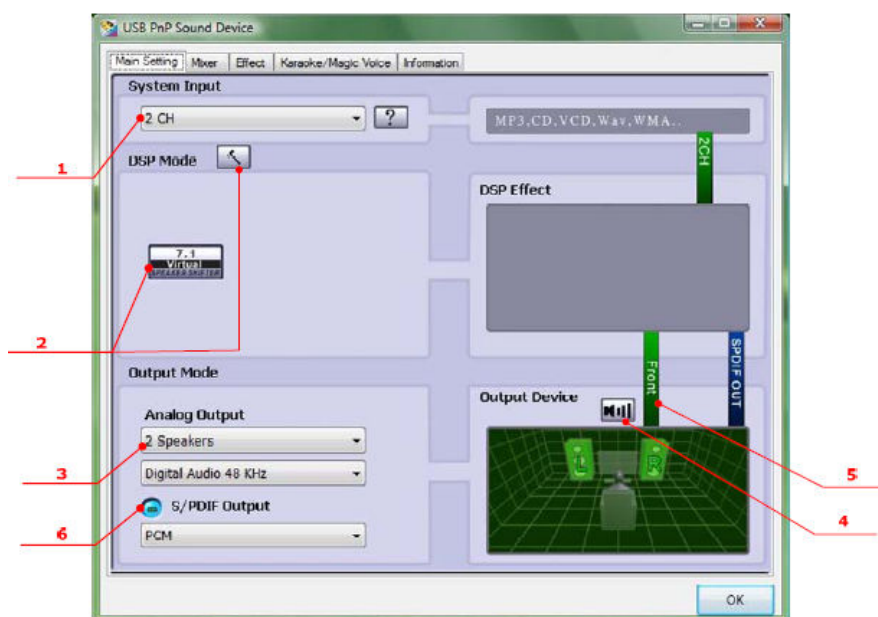 USB PnP Sound Device
Main Setting Mixer Effect Karaoke/Magic Voice Information
System Input
2 CH
?
MP3,CD,VCD,Wav,WMA..
2CH
1
DSP Mode
DSP Effect
7.1
Virtual
SPEAKER SHIFTER
2
Front
SPDIF OUT
Output Mode
Output Device
Analog Output
2 Speakers
L R
3
Digital Audio 48 KHz
5
S/PDIF Output
4
6
PCM
OK